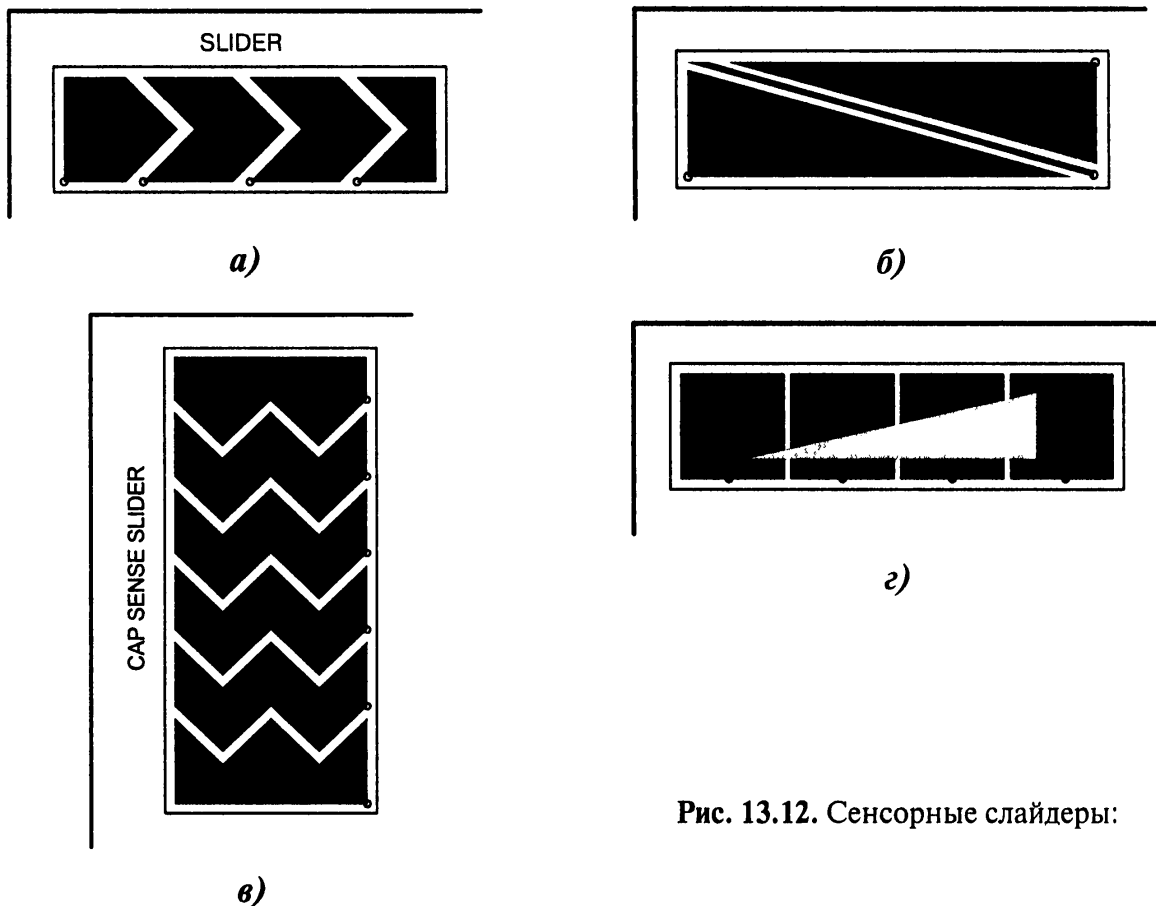 SLIDER
а)
б)
CAP SENSE SLIDER
в)
г)
Рис. 13.12. Сенсорные слайдеры: